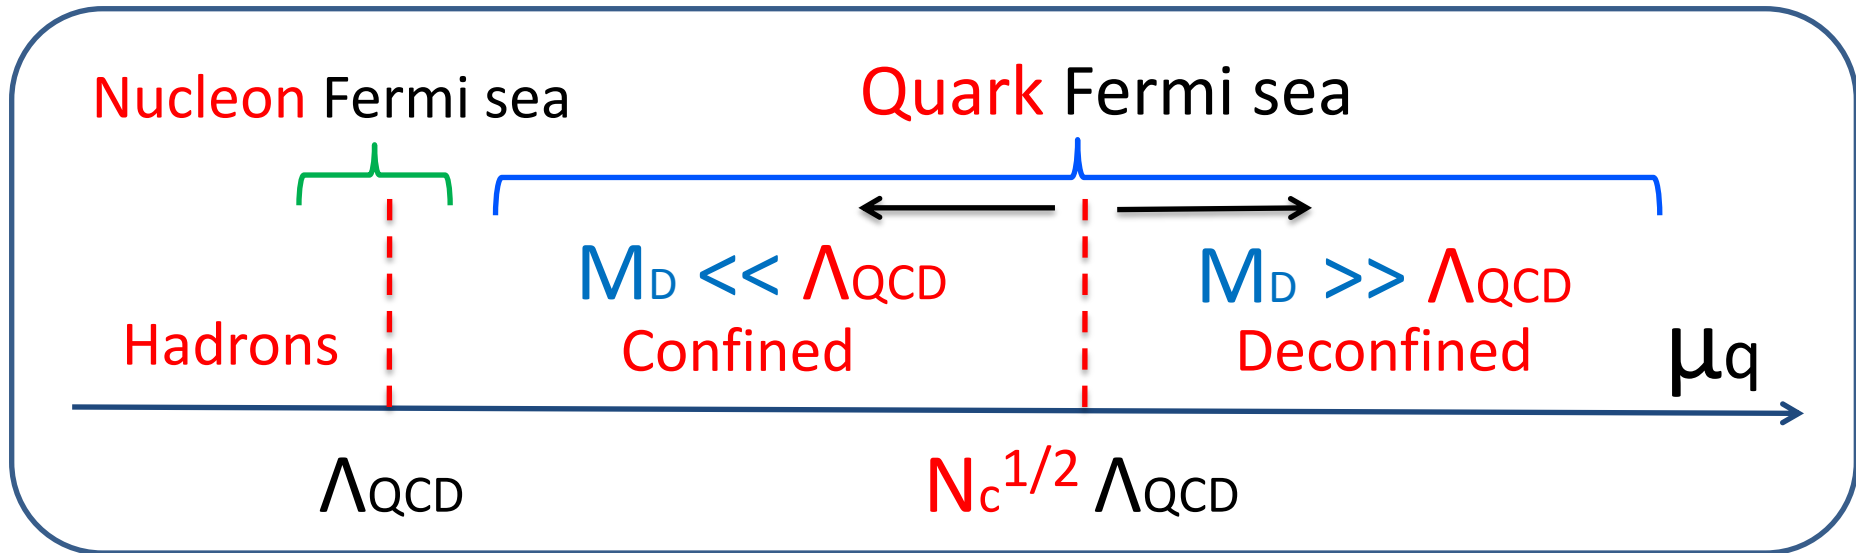 Nucleon Fermi sea
Quark Fermi sea
MD << ΛQCD
MD >> ΛQCD
Hadrons
Confined
Deconfined
μq
ΛQCD
Nc1/2 ΛQCD